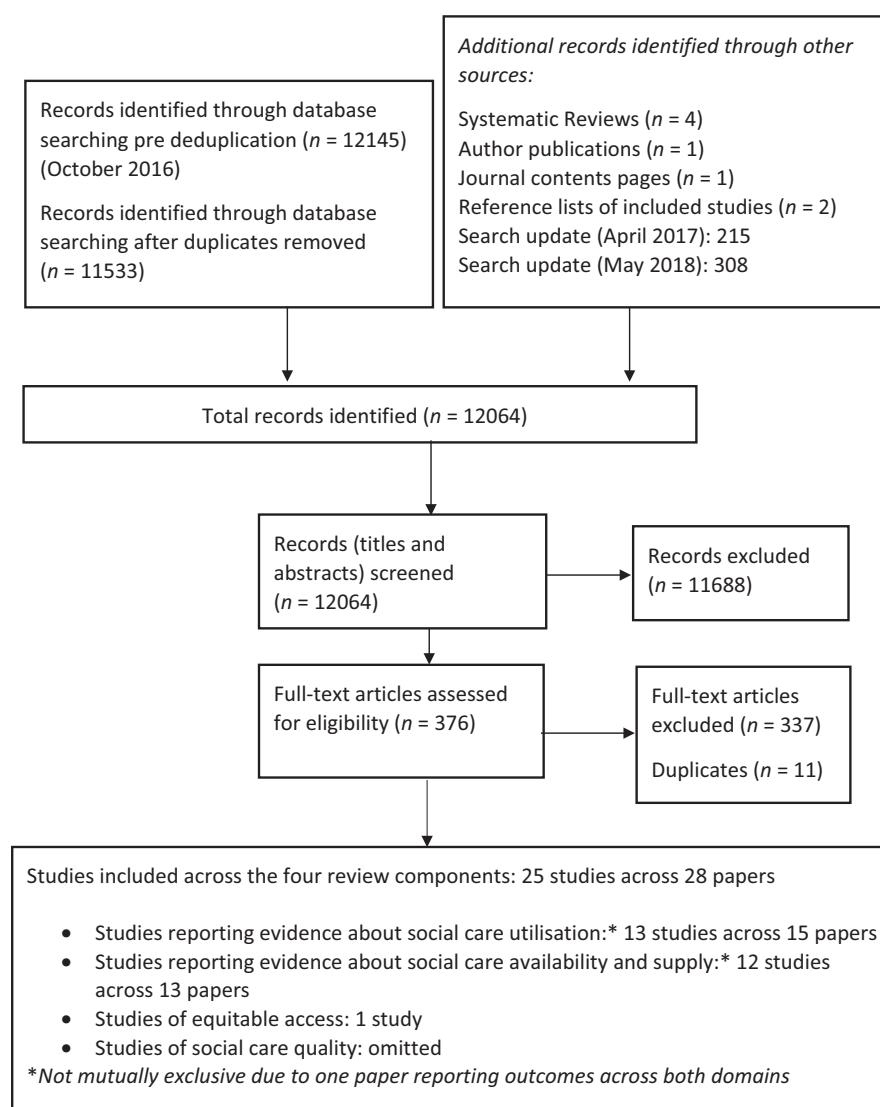 Records identified through database
searching pre deduplication (n = 12145)
(October 2016)
Records identified through database
searching after duplicates removed
(n = 11533)
Additional records identified through other
sources:
Systematic Reviews (n = 4)
Author publications (n = 1)
Journal contents pages (n = 1)
Reference lists of included studies (n = 2)
Search update (April 2017): 215
Search update (May 2018): 308
Total records identified (n = 12064)
Records (titles and
abstracts) screened
(n = 12064)
Records excluded
(n = 11688)
Full-text articles assessed
for eligibility (n = 376)
Full-text articles
excluded (n = 337)
Duplicates (n = 11)
Studies included across the four review components: 25 studies across 28 papers
• Studies reporting evidence about social care utilisation:* 13 studies across 15 papers
• Studies reporting evidence about social care availability and supply:* 12 studies
across 13 papers
• Studies of equitable access: 1 study
• Studies of social care quality: omitted
*Not mutually exclusive due to one paper reporting outcomes across both domains